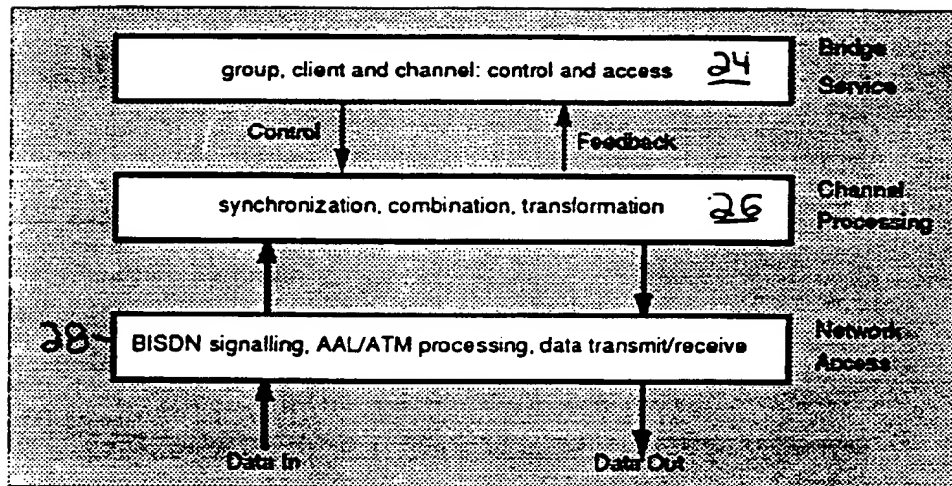 group, client and channel: control and access 24
Bridge
Service
Control
Feedback
synchronization, combination, transformation 26
Channel
Processing
28 BISDN signalling, AAL/ATM processing, data transmit/receive
Network
Access
Data In
Data Out